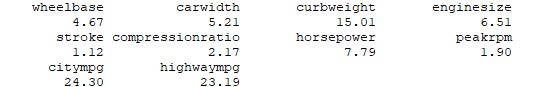 wheelbase carwidth curbweight enginesize
4.67 5.21 15.01 6.51
stroke compressionratio horsepower peakrpm
1.12 2.17 7.79 1.90
citympg highwaympg
24.30 23.19